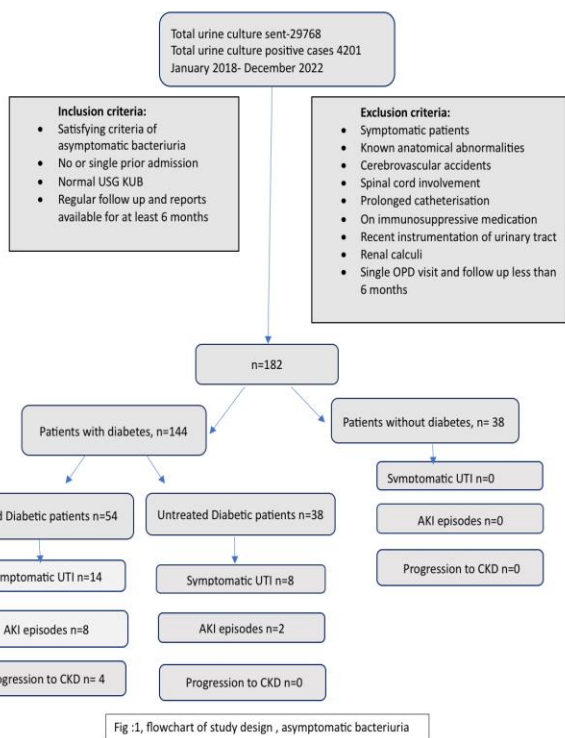 Total urine culture sent-29768
Total urine culture positive cases 4201
January 2018- December 2022
Inclusion criteria:
• Satisfying criteria of
asymptomatic bacteriuria
• No or single prior admission
• Normal USG KUB
• Regular follow up and reports
available for at least 6 months
Exclusion criteria:
• Symptomatic patients
• Known anatomical abnormalities
• Cerebrovascular accidents
• Spinal cord involvement
• Prolonged catheterisation
• On immunosuppressive medication
• Recent instrumentation of urinary tract
• Renal calculi
• Single OPD visit and follow up less than
6 months
n=182
Patients with diabetes, n=144
Patients without diabetes, n= 38
d Diabetic patients n=54
Untreated Diabetic patients n=38
Symptomatic UTI n=0
mptomatic UTI n=14
Symptomatic UTI n=8
AKI episodes n=0
AKI episodes n=8
AKI episodes n=2
Progression to CKD n=0
ogression to CKD n= 4
Progression to CKD n=0
Fig :1, flowchart of study design , asymptomatic bacteriuria